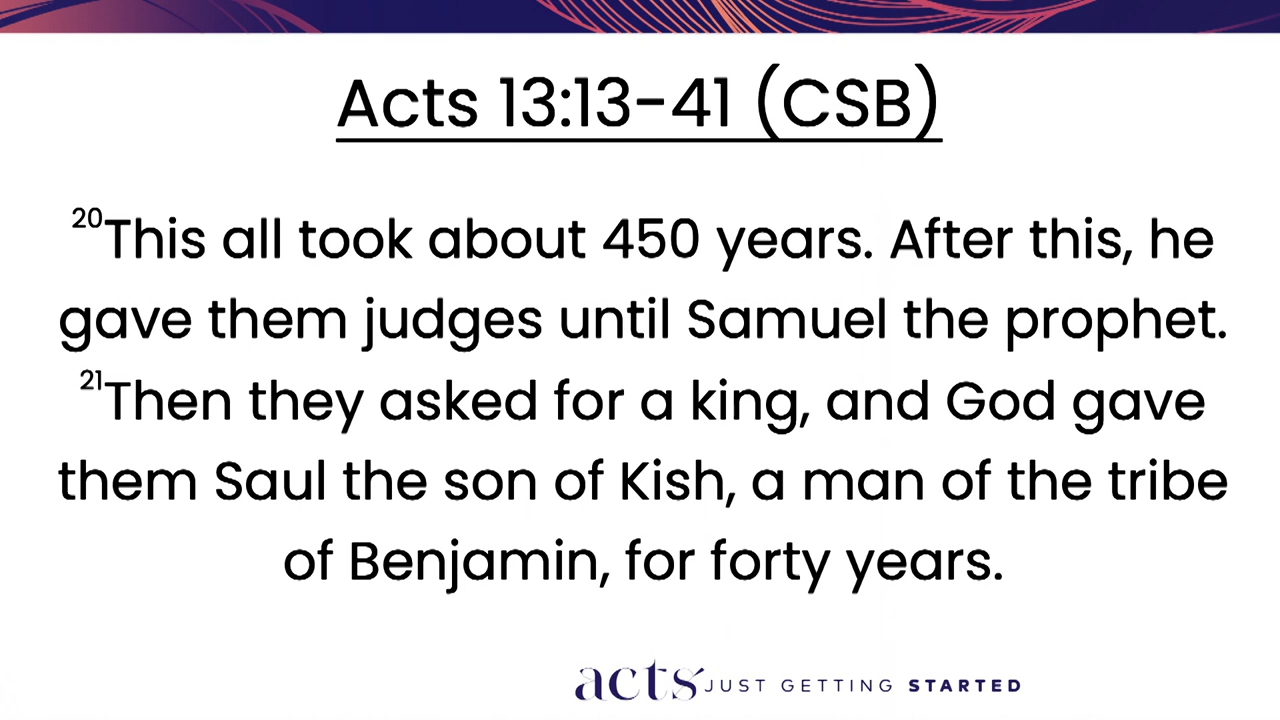 Acts 13:13-41 (CSB)
20This all took about 450 years. After this, he
gave them judges until Samuel the prophet.
21Then they asked for a king, and God gave
them Saul the son of Kish, a man of the tribe
of Benjamin, for forty years.
acts JUST GETTING STARTED